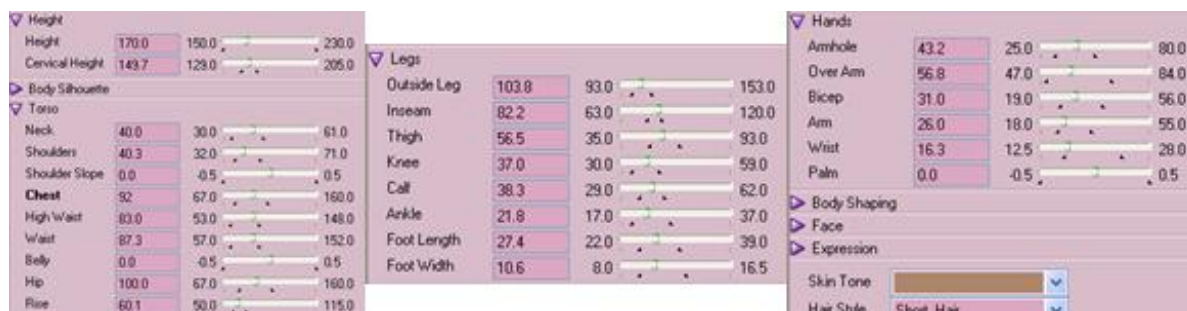 Height
Height 170.0 150.0 230.0
Cervical Height 149.7 129.0 205.0
Body Silhouette
Torso
Neck 40.0 30.0 61.0
Shoulders 40.3 32.0 71.0
Shoulder Slope 0.0 -0.5 0.5
Chest 92 67.0 160.0
High Waist 83.0 53.0 148.0
Waist 87.3 57.0 152.0
Belly 0.0 -0.5 0.5
Hip 100.0 67.0 160.0
Rise 60.1 50.0 115.0
Legs
Outside Leg 103.8 93.0 153.0
Inseam 82.2 63.0 120.0
Thigh 56.5 35.0 93.0
Knee 37.0 30.0 59.0
Calf 38.3 29.0 62.0
Ankle 21.8 17.0 37.0
Foot Length 27.4 22.0 39.0
Foot Width 10.6 8.0 16.5
Hands
Armhole 43.2 25.0 80.0
Over Arm 56.8 47.0 84.0
Bicep 31.0 19.0 56.0
Arm 26.0 18.0 55.0
Wrist 16.3 12.5 28.0
Palm 0.0 -0.5 0.5
Body Shaping
Face
Expression
Skin Tone
Hair Style Short Hair